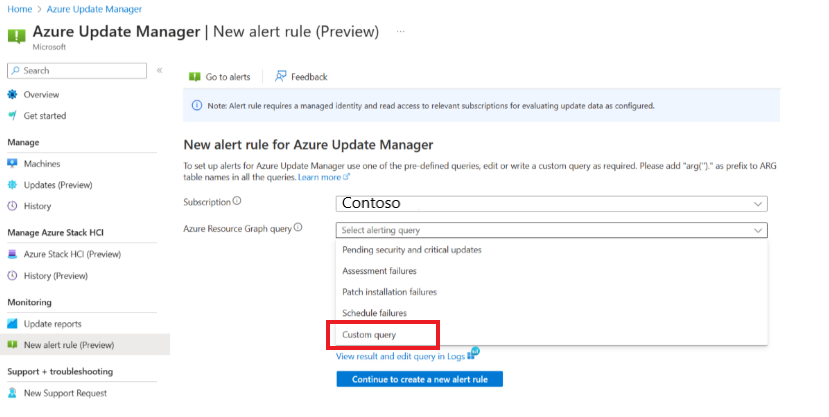 Home > Azure Update Manager
Azure Update Manager | New alert rule (Preview) ...
Microsoft
Search
«
Go to alerts
Feedback
Overview
Get started
Note: Alert rule requires a managed identity and read access to relevant subscriptions for evaluating update data as configured.
Manage
Machines
Updates (Preview)
History
Manage Azure Stack HCI
Azure Stack HCI (Preview)
History (Preview)
Monitoring
Update reports
New alert rule (Preview)
Support + troubleshooting
New Support Request
New alert rule for Azure Update Manager
To set up alerts for Azure Update Manager use one of the pre-defined queries, edit or write a custom query as required. Please add "arg('')." as prefix to ARG
table names in all the queries. Learn more
Subscription
Contoso
Azure Resource Graph query
Select alerting query
Pending security and critical updates
Assessment failures
Patch installation failures
Schedule failures
Custom query
View result and edit query in Logs
Continue to create a new alert rule